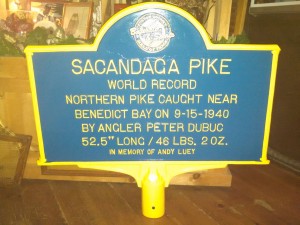 SACANDAGA PIKE
WORLD RECORD
NORTHERN PIKE CAUGHT NEAR
BENEDICT BAY ON 9-15-1940
BY ANGLER PETER DUBUC
52.5" LONG / 46 LBS. 2 OZ.
IN MEMORY OF ANDY LUEY